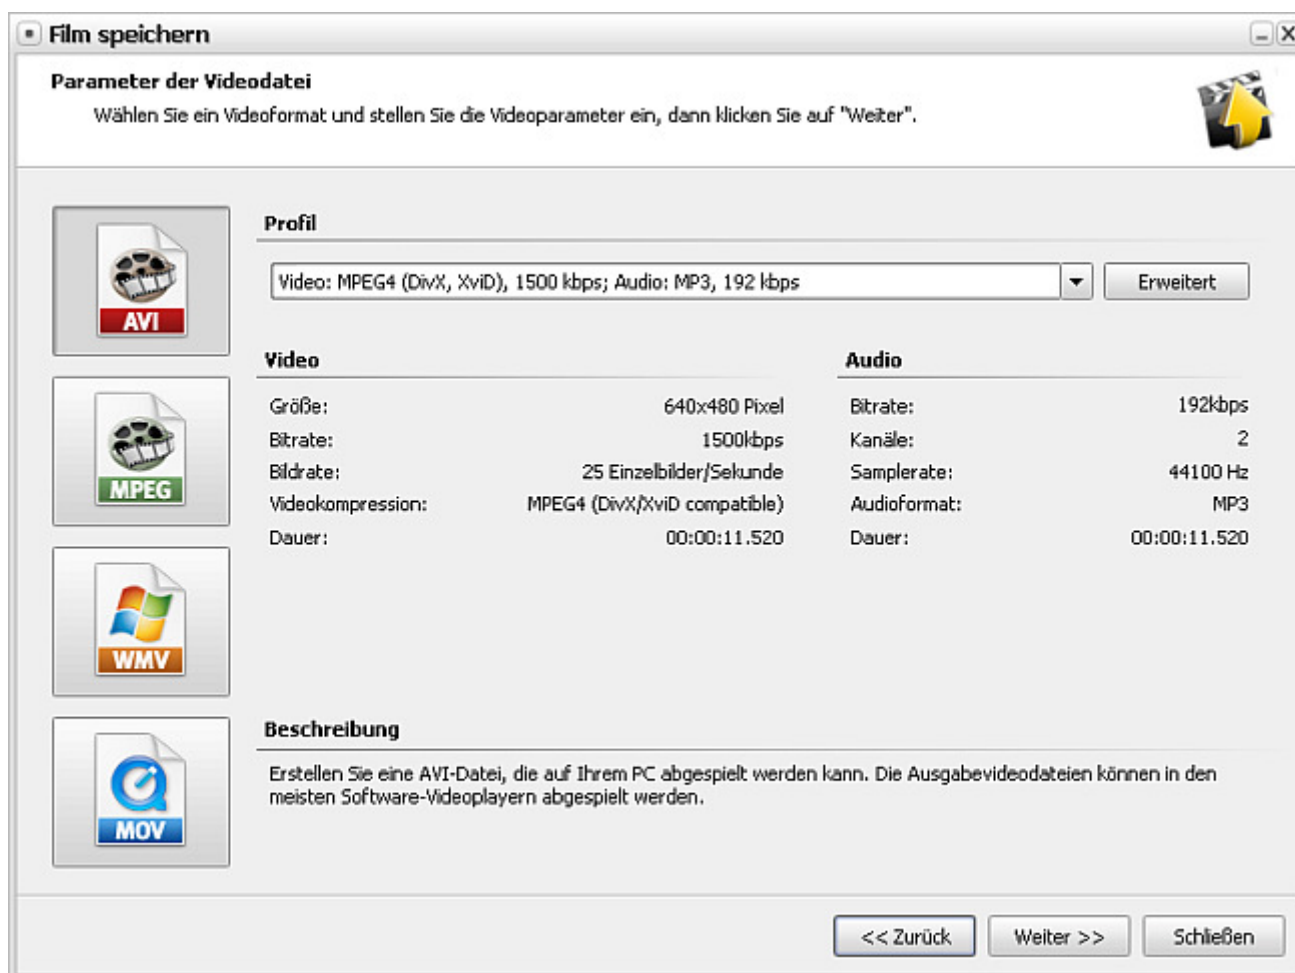 Film speichern
Parameter der Videodatei
Wählen Sie ein Videoformat und stellen Sie die Videoparameter ein, dann klicken Sie auf "Weiter".
AVI
MPEG
WMV
MOV
Profil
Video: MPEG4 (DivX, XviD), 1500 kbps; Audio: MP3, 192 kbps
Erweitert
Video
Größe: 640x480 Pixel
Bitrate: 1500kbps
Bildrate: 25 Einzelbilder/Sekunde
Videokompression: MPEG4 (DivX/XviD compatible)
Dauer: 00:00:11.520
Audio
Bitrate: 192kbps
Kanäle: 2
Samplerate: 44100 Hz
Audioformat: MP3
Dauer: 00:00:11.520
Beschreibung
Erstellen Sie eine AVI-Datei, die auf Ihrem PC abgespielt werden kann. Die Ausgabevideodateien können in den
meisten Software-Videoplayern abgespielt werden.
<< Zurück
Weiter >>
Schließen